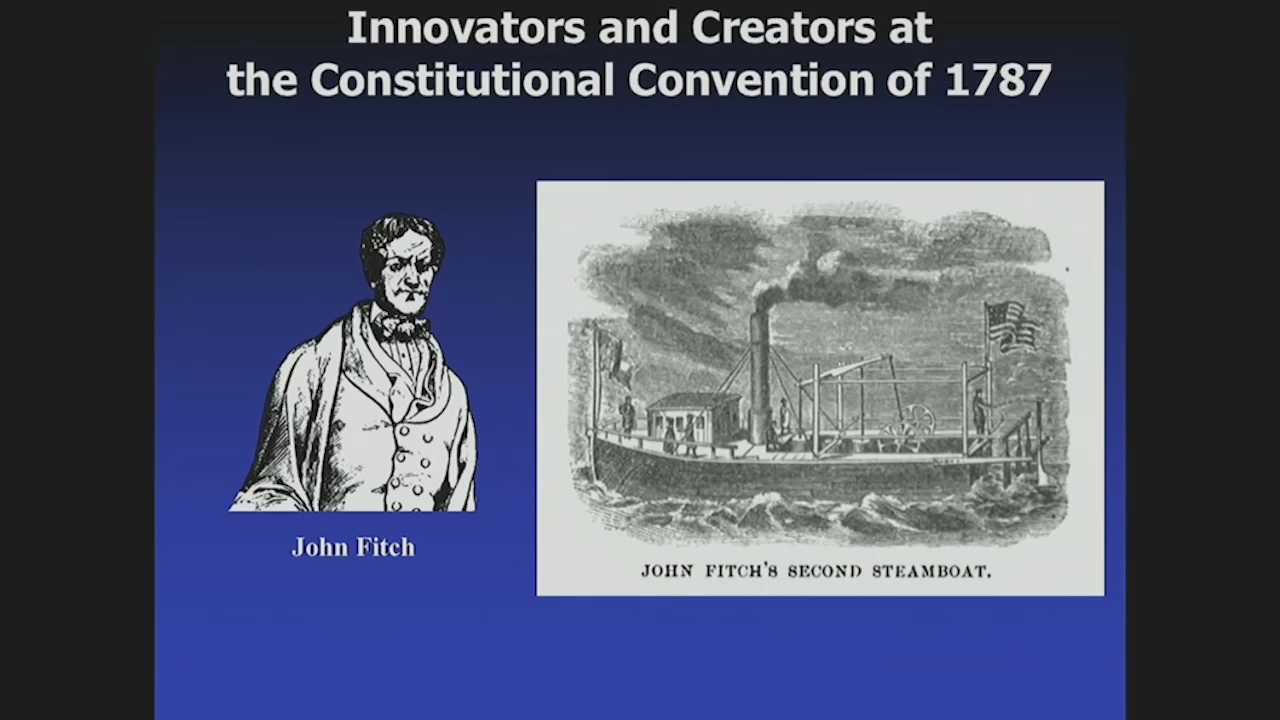 Innovators and Creators at
the Constitutional Convention of 1787
John Fitch
JOHN FITCH'S SECOND STEAMBOAT.